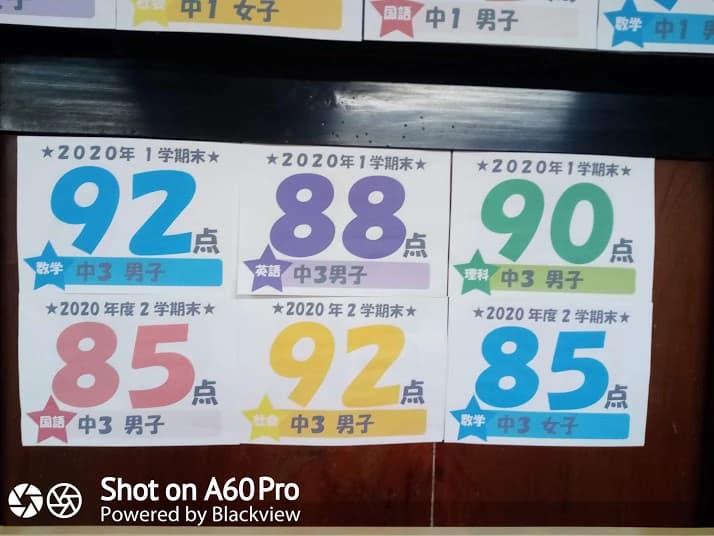 社会 中1 女子
国語 中1 男子
数学 中1 男
★2020年 1学期末★
92点
数学 中3 男子
★2020年1学期末★
88点
英語 中3男子
★2020年1学期末★
90点
理科 中3 男子
★2020年度2学期末★
85点
国語 中3 男子
★2020年2学期末★
92点
社会 中3 男子
★2020年度2学期末★
85点
数学 中3 女子
Shot on A60 Pro
Powered by Blackview